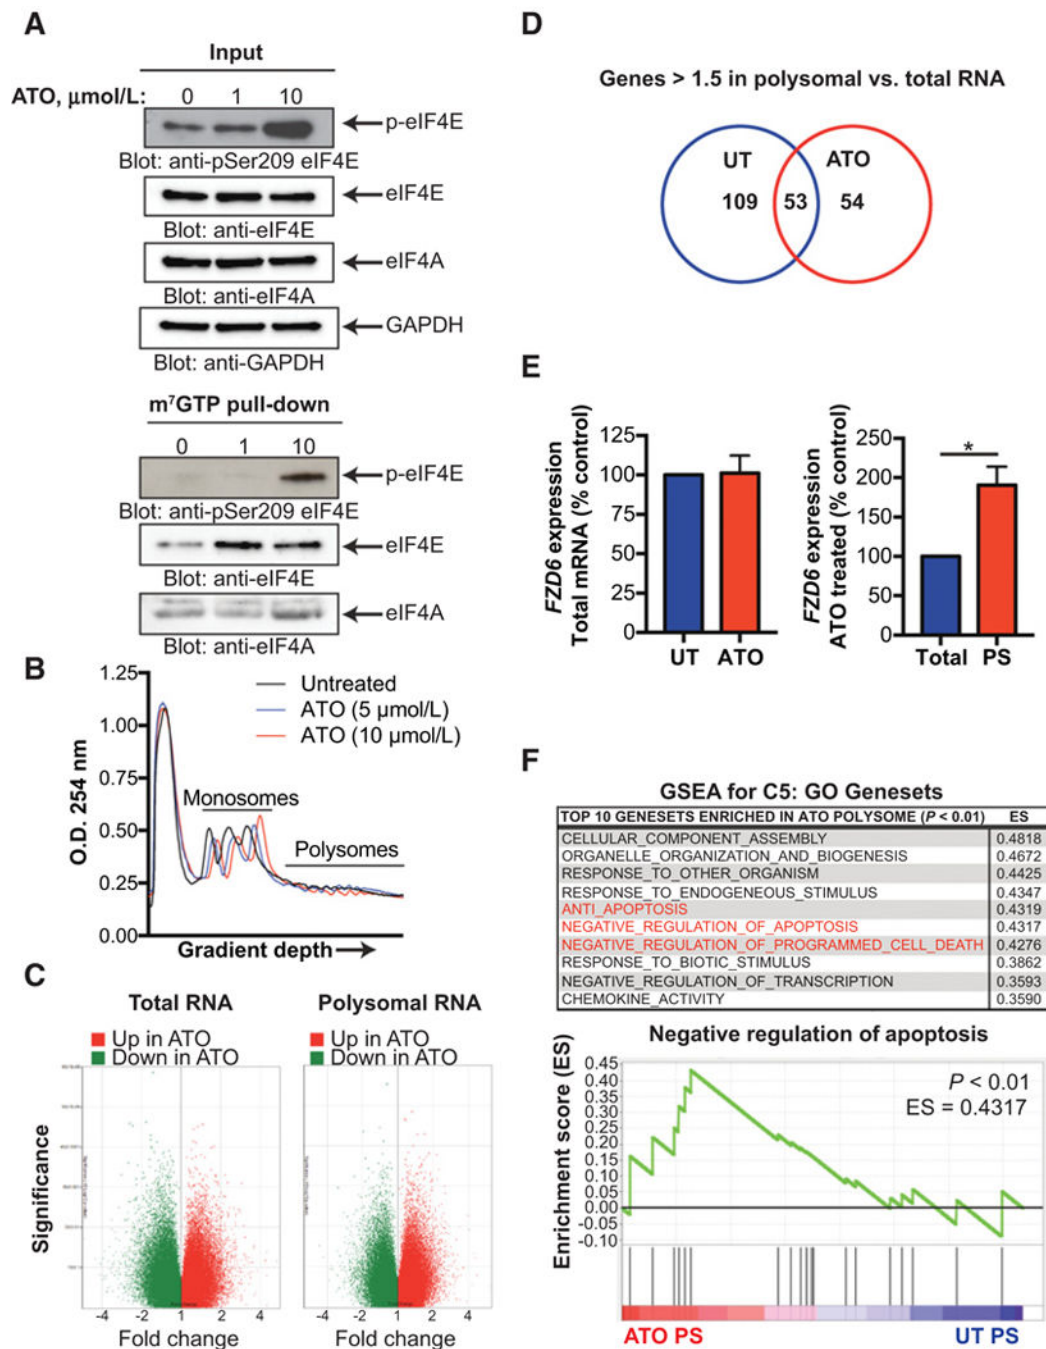 A
Input
ATO, μmol/L: 0 1 10
p-eIF4E
Blot: anti-pSer209 eIF4E
eIF4E
Blot: anti-eIF4E
eIF4A
Blot: anti-eIF4A
GAPDH
Blot: anti-GAPDH
m⁷GTP pull-down
0 1 10
p-eIF4E
Blot: anti-pSer209 eIF4E
eIF4E
Blot: anti-eIF4E
eIF4A
Blot: anti-eIF4A
B
1.25
1.00
0.75
0.50
0.25
0.00
O.D. 254 nm
Untreated
ATO (5 μmol/L)
ATO (10 μmol/L)
Monosomes
Polysomes
Gradient depth
C
Total RNA
Up in ATO
Down in ATO
Polysomal RNA
Up in ATO
Down in ATO
Significance
-4 -2 1 2 4
Fold change
-4 -2 1 2 4
Fold change
D
Genes > 1.5 in polysomal vs. total RNA
UT ATO
109 53 54
E
FZD6 expression
Total mRNA (% control)
125
100
75
50
25
0
UT ATO
FZD6 expression
ATO treated (% control)
250
200
150
100
50
0
*
Total PS
F
GSEA for C5: GO Genesets
TOP 10 GENESETS ENRICHED IN ATO POLYSOME (P < 0.01) ES
CELLULAR_COMPONENT_ASSEMBLY 0.4818
ORGANELLE_ORGANIZATION_AND_BIOGENESIS 0.4672
RESPONSE_TO_OTHER_ORGANISM 0.4425
RESPONSE_TO_ENDOGENEOUS_STIMULUS 0.4347
ANTI_APOPTOSIS 0.4319
NEGATIVE_REGULATION_OF_APOPTOSIS 0.4317
NEGATIVE_REGULATION_OF_PROGRAMMED_CELL_DEATH 0.4276
RESPONSE_TO_BIOTIC_STIMULUS 0.3862
NEGATIVE_REGULATION_OF_TRANSCRIPTION 0.3593
CHEMOKINE_ACTIVITY 0.3590
Negative regulation of apoptosis
Enrichment score (ES)
0.45
0.40
0.35
0.30
0.25
0.20
0.15
0.10
0.05
0.00
-0.05
-0.10
P < 0.01
ES = 0.4317
ATO PS UT PS